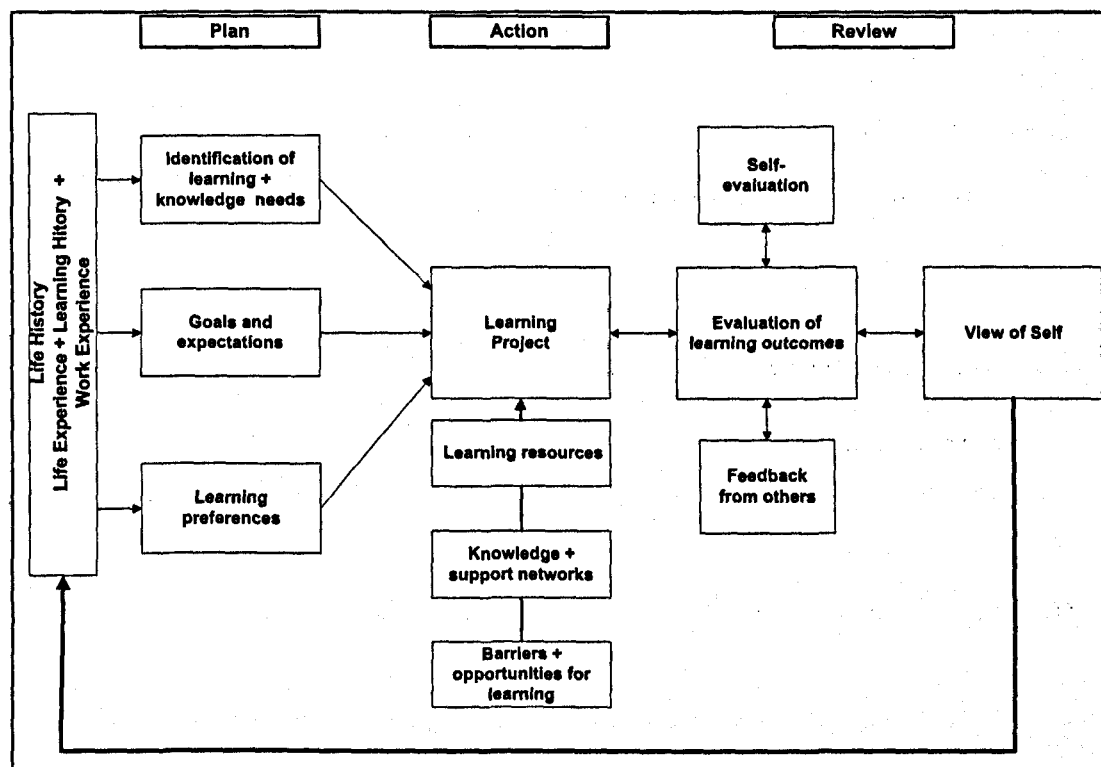 Plan
Action
Review
Life History
Life Experience + Learning Hitory +
Work Experience
Identification of
learning +
knowledge needs
Goals and
expectations
Learning
preferences
Learning
Project
Learning resources
Knowledge +
support networks
Barriers +
opportunities for
learning
Self-
evaluation
Evaluation of
learning outcomes
Feedback
from others
View of Self